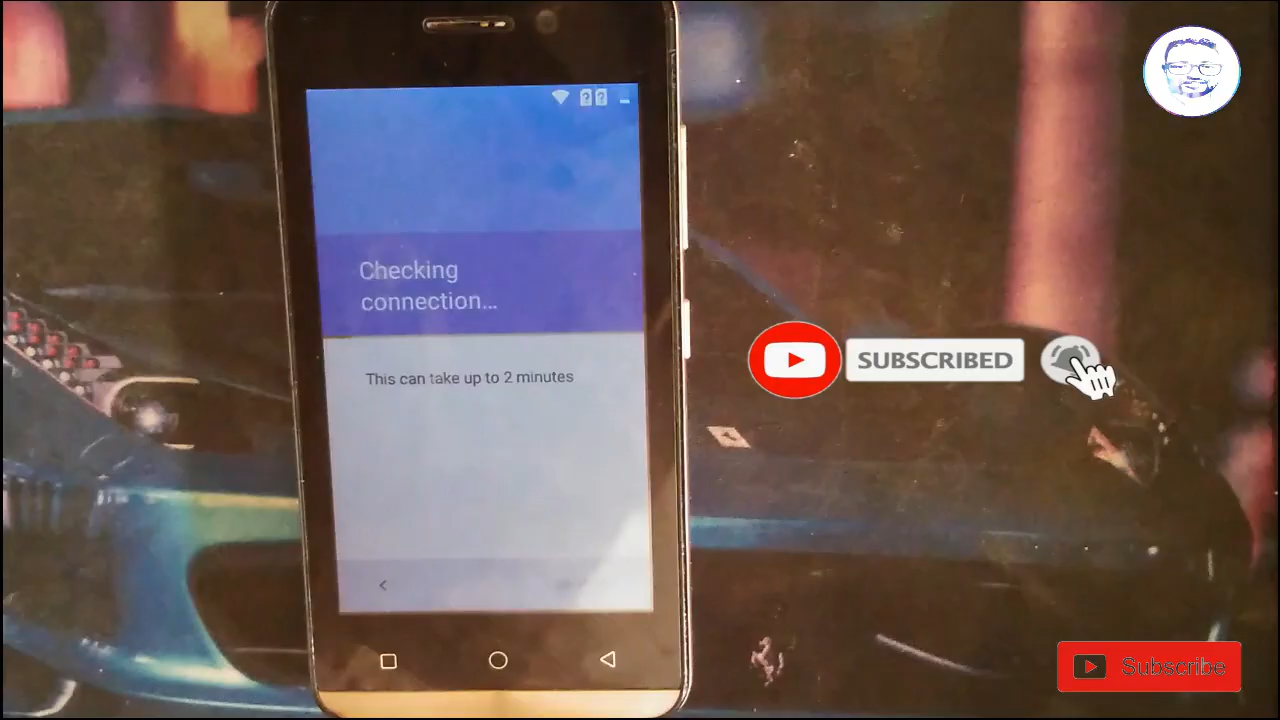 Checking
connection...
This can take up to 2 minutes
SUBSCRIBED
Subscribe